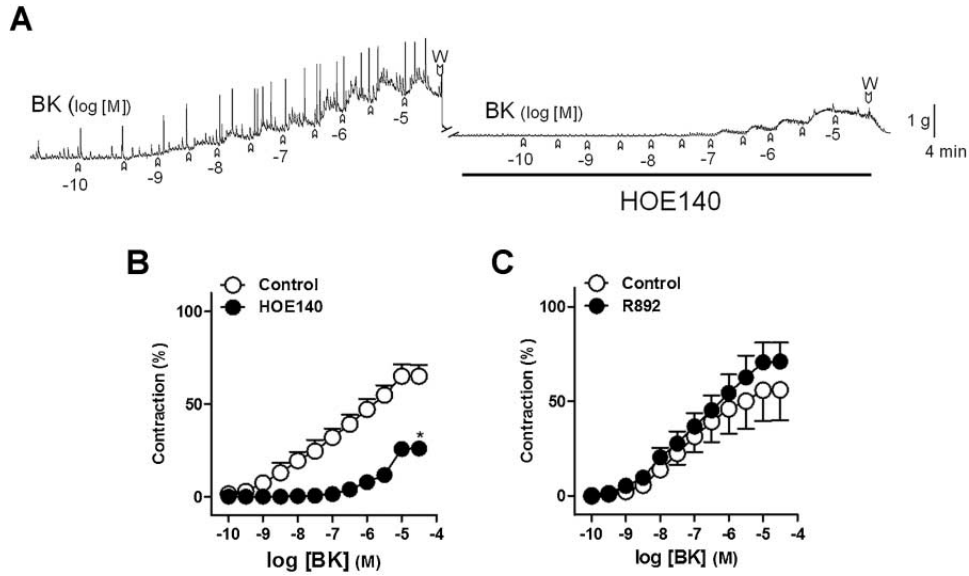 A
BK (log [M])
W
-10
-9
-8
-7
-6
-5
BK (log [M])
W
-10
-9
-8
-7
-6
-5
1 g
4 min
HOE140
B
Control
HOE140
100
50
0
Contraction (%)
*
-10 -9 -8 -7 -6 -5 -4
log [BK] (M)
C
Control
R892
100
50
0
Contraction (%)
-10 -9 -8 -7 -6 -5 -4
log [BK] (M)